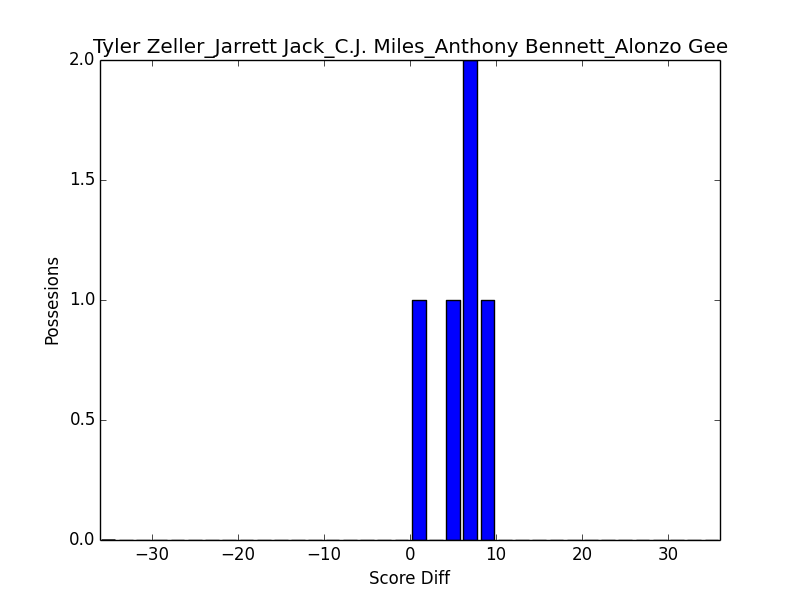 Tyler Zeller_Jarrett Jack_C.J. Miles_Anthony Bennett_Alonzo Gee
2.0
1.5
1.0
0.5
0.0
Possesions
−30 −20 −10 0 10 20 30
Score Diff